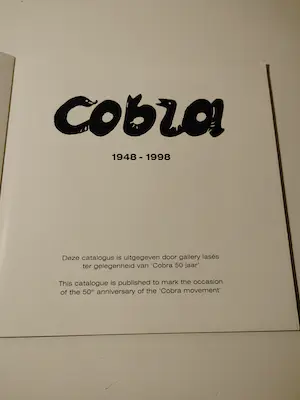 cobra
1948 - 1998
Deze catalogus is uitgegeven door gallery lasés
ter gelegenheid van 'Cobra 50 jaar'
This catalogue is published to mark the occasion
of the 50th anniversary of the 'Cobra movement'